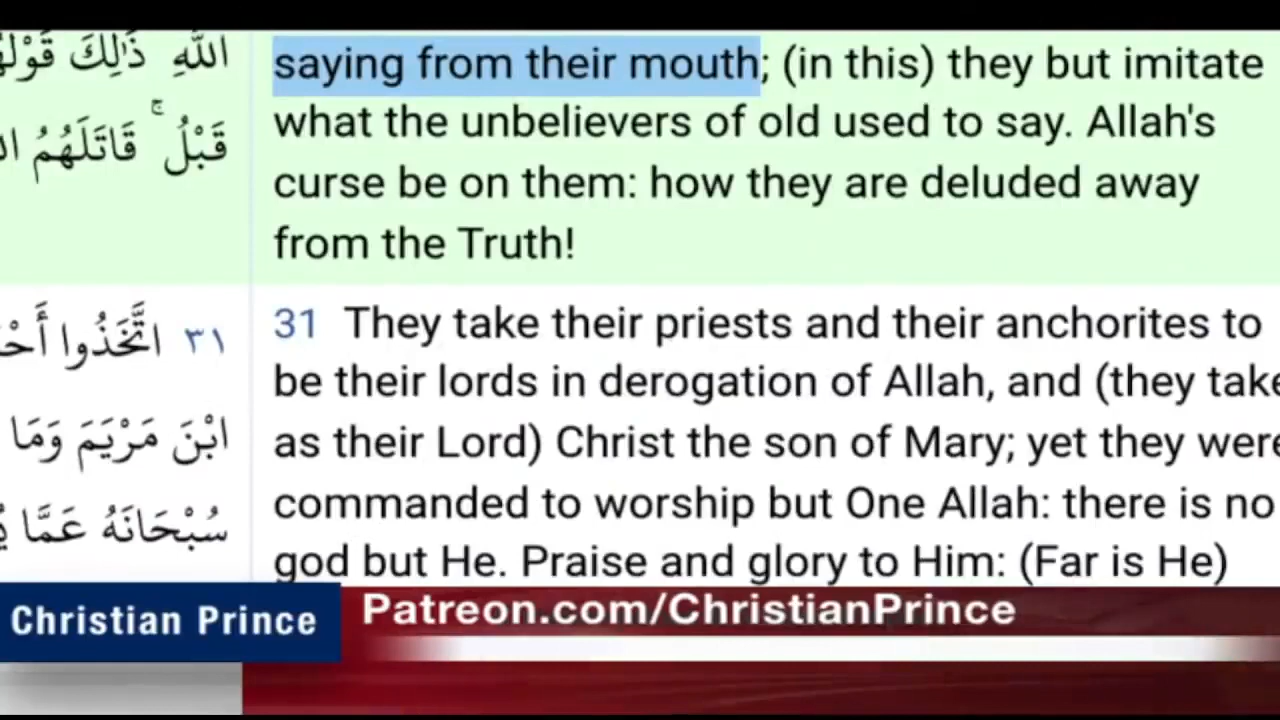 اللَّهِ ذَٰلِكَ
saying from their mouth; (in this) they but imitate
قَبْلُ ۚ قَاتَلَهُمُ
what the unbelievers of old used to say. Allah's
curse be on them: how they are deluded away
from the Truth!
٣١ اتَّخَذُوا
31 They take their priests and their anchorites to
be their lords in derogation of Allah, and (they take
ابْنَ مَرْيَمَ وَمَا
as their Lord) Christ the son of Mary; yet they were
commanded to worship but One Allah: there is no
سُبْحَانَهُ عَمَّا
god but He. Praise and glory to Him: (Far is He)
Christian Prince
Patreon.com/ChristianPrince